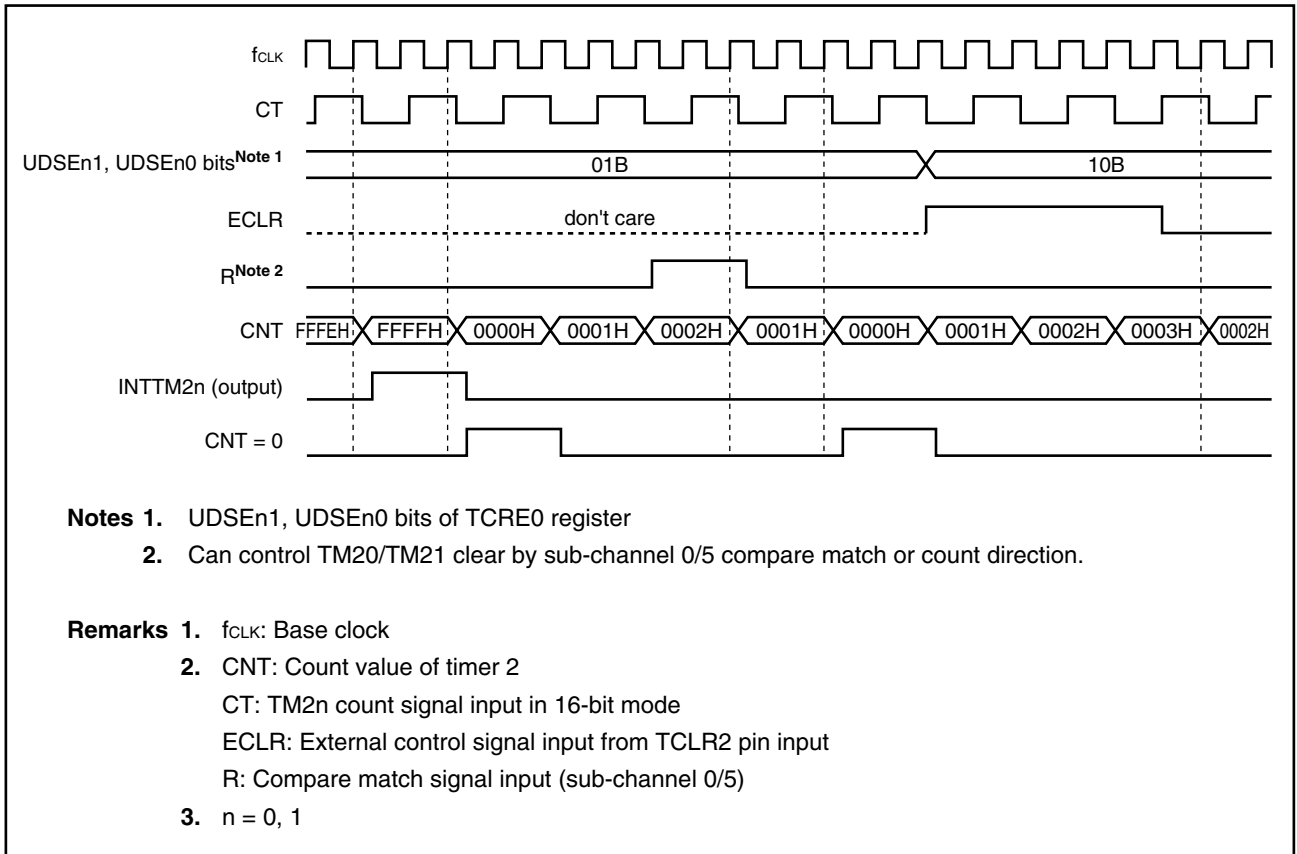 fCLK
CT
UDSEn1, UDSEn0 bitsNote 1 01B 10B
ECLR don't care
RNote 2
CNT FFFEH FFFFH 0000H 0001H 0002H 0001H 0000H 0001H 0002H 0003H 0002H
INTTM2n (output)
CNT = 0
Notes 1. UDSEn1, UDSEn0 bits of TCRE0 register
2. Can control TM20/TM21 clear by sub-channel 0/5 compare match or count direction.
Remarks 1. fCLK: Base clock
2. CNT: Count value of timer 2
CT: TM2n count signal input in 16-bit mode
ECLR: External control signal input from TCLR2 pin input
R: Compare match signal input (sub-channel 0/5)
3. n = 0, 1